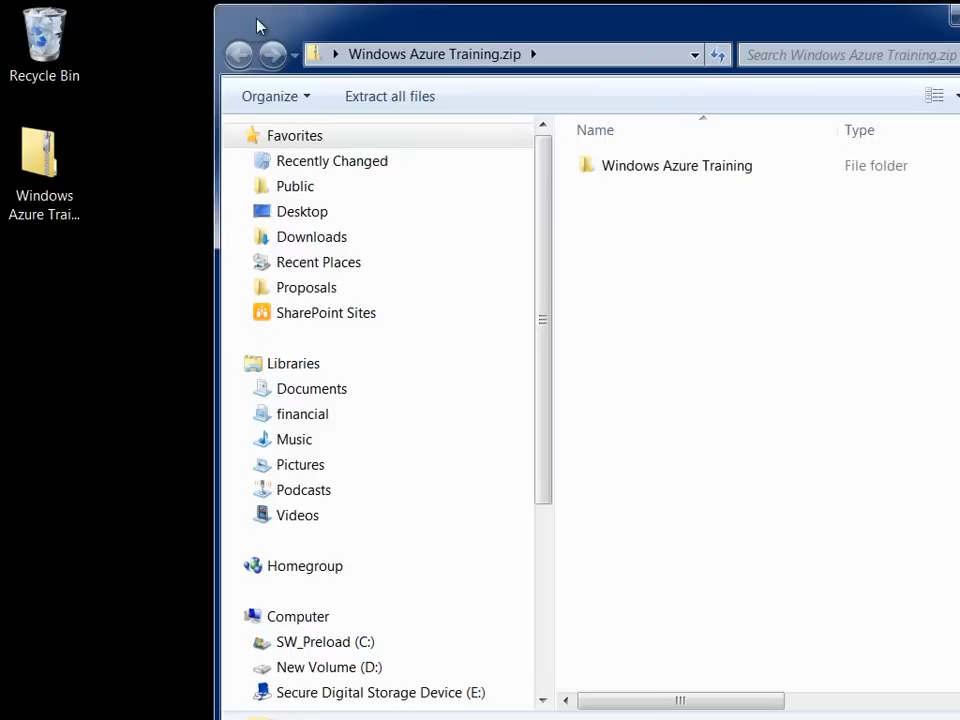 Recycle Bin
Windows
Azure Trai...
Windows Azure Training.zip
Search Windows Azure Training.zip
Organize
Extract all files
Favorites
Recently Changed
Public
Desktop
Downloads
Recent Places
Proposals
SharePoint Sites
Libraries
Documents
financial
Music
Pictures
Podcasts
Videos
Homegroup
Computer
SW_Preload (C:)
New Volume (D:)
Secure Digital Storage Device (E:)
Name
Type
Windows Azure Training
File folder